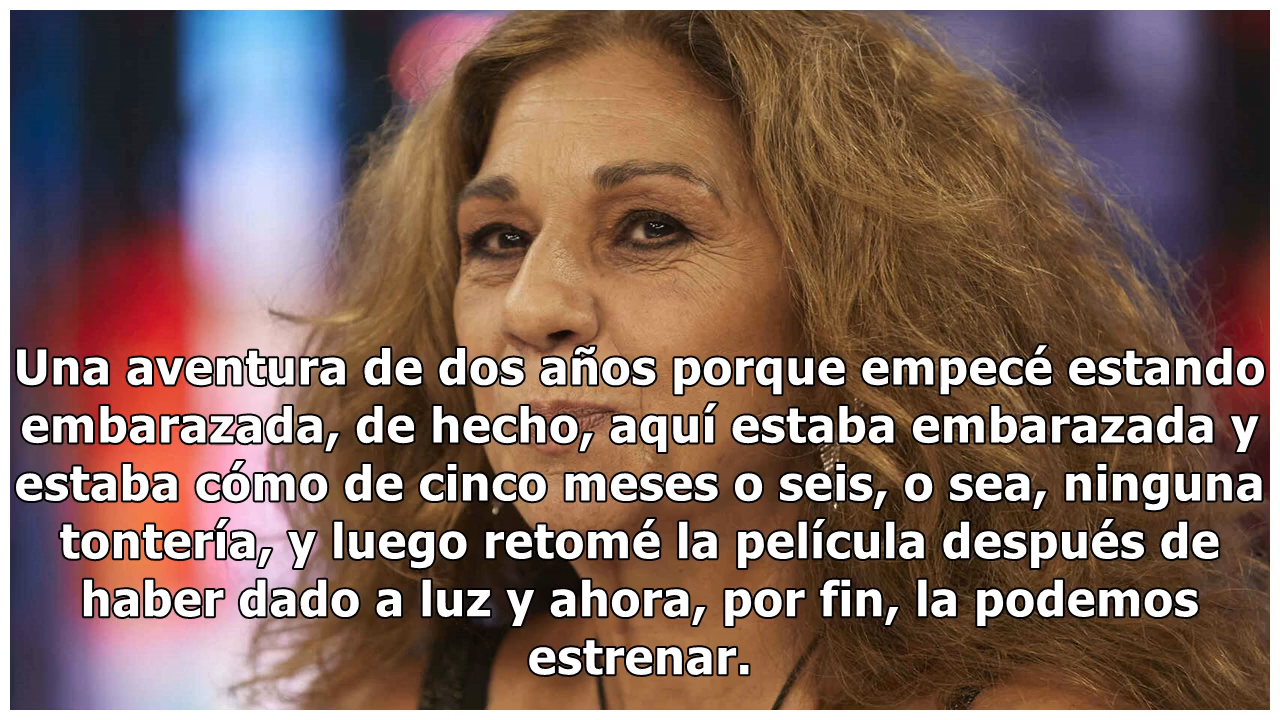 Una aventura de dos años porque empecé estando
embarazada, de hecho, aquí estaba embarazada y
estaba cómo de cinco meses o seis, o sea, ninguna
tontería, y luego retomé la película después de
haber dado a luz y ahora, por fin, la podemos
estrenar.